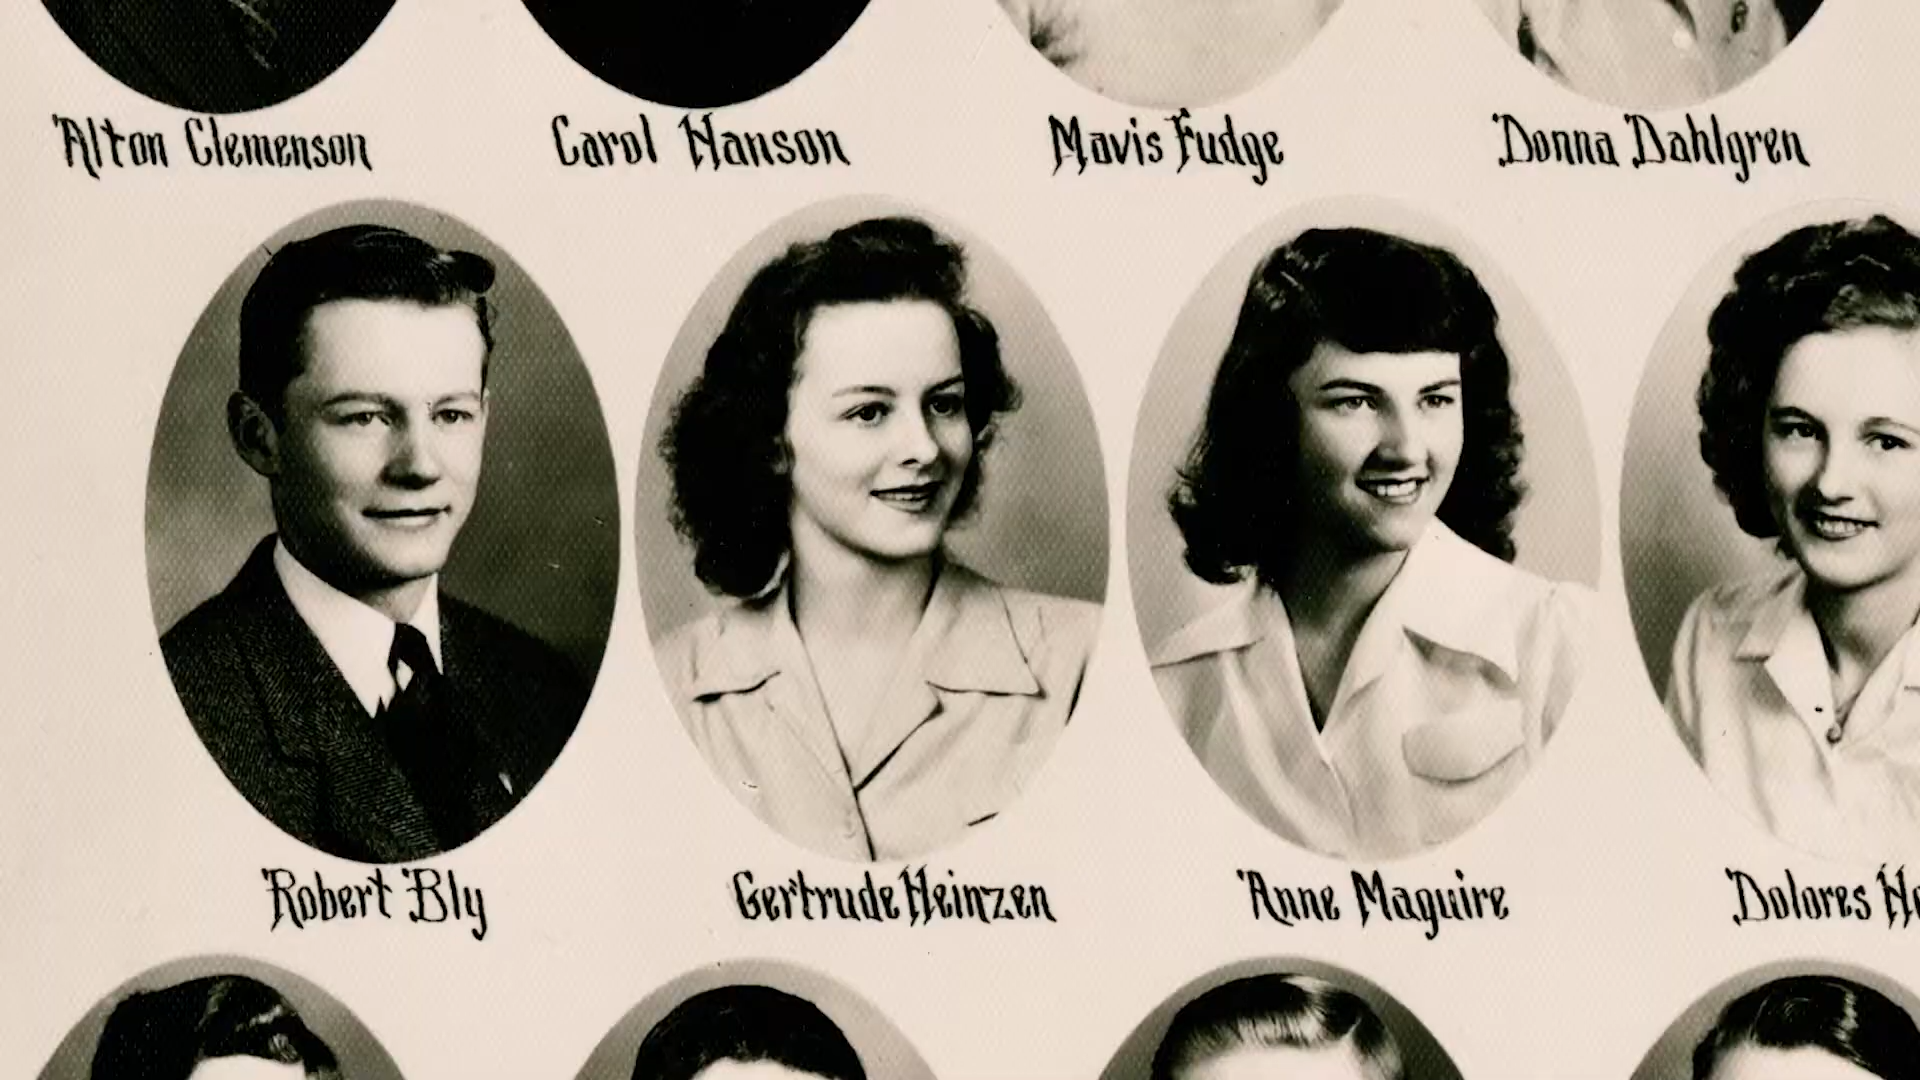 Alton Clemenson
Carol Hanson
Mavis Fudge
Donna Dahlgren
Robert Bly
Gertrude Heinzen
Anne Maguire
Dolores